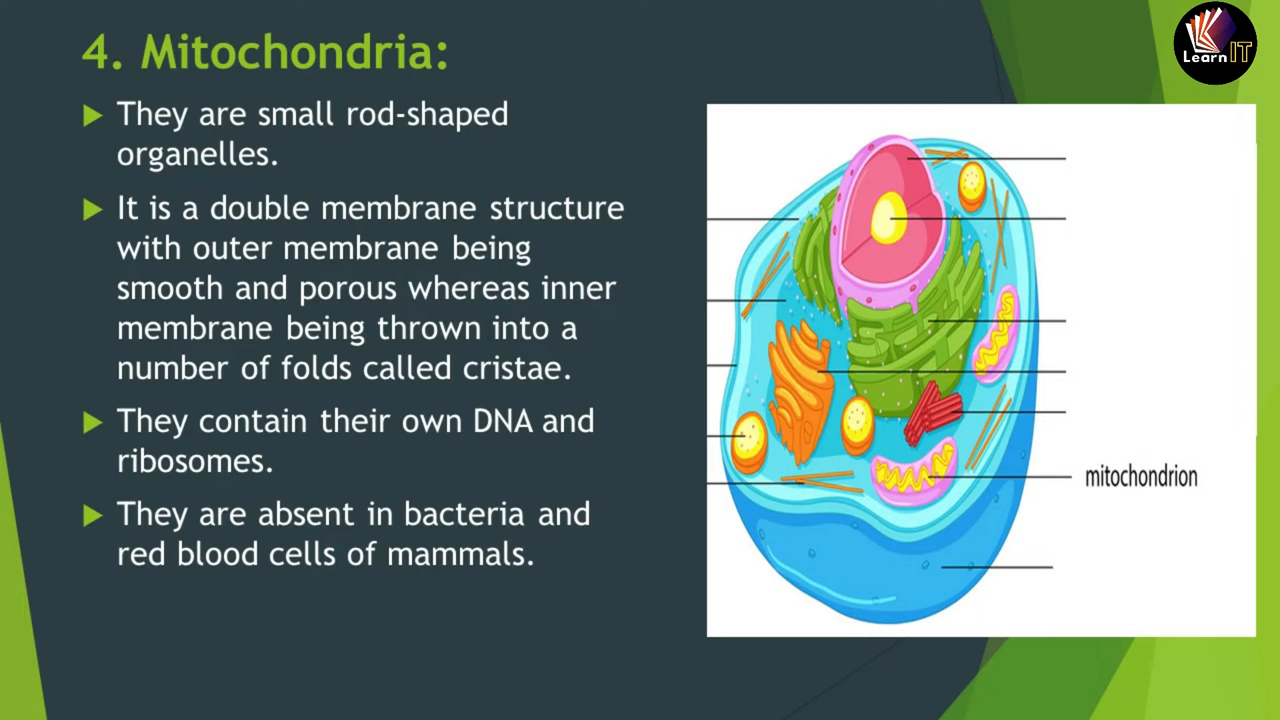 4. Mitochondria:
They are small rod-shaped
organelles.
It is a double membrane structure
with outer membrane being
smooth and porous whereas inner
membrane being thrown into a
number of folds called cristae.
They contain their own DNA and
ribosomes.
They are absent in bacteria and
red blood cells of mammals.
mitochondrion
Learn IT